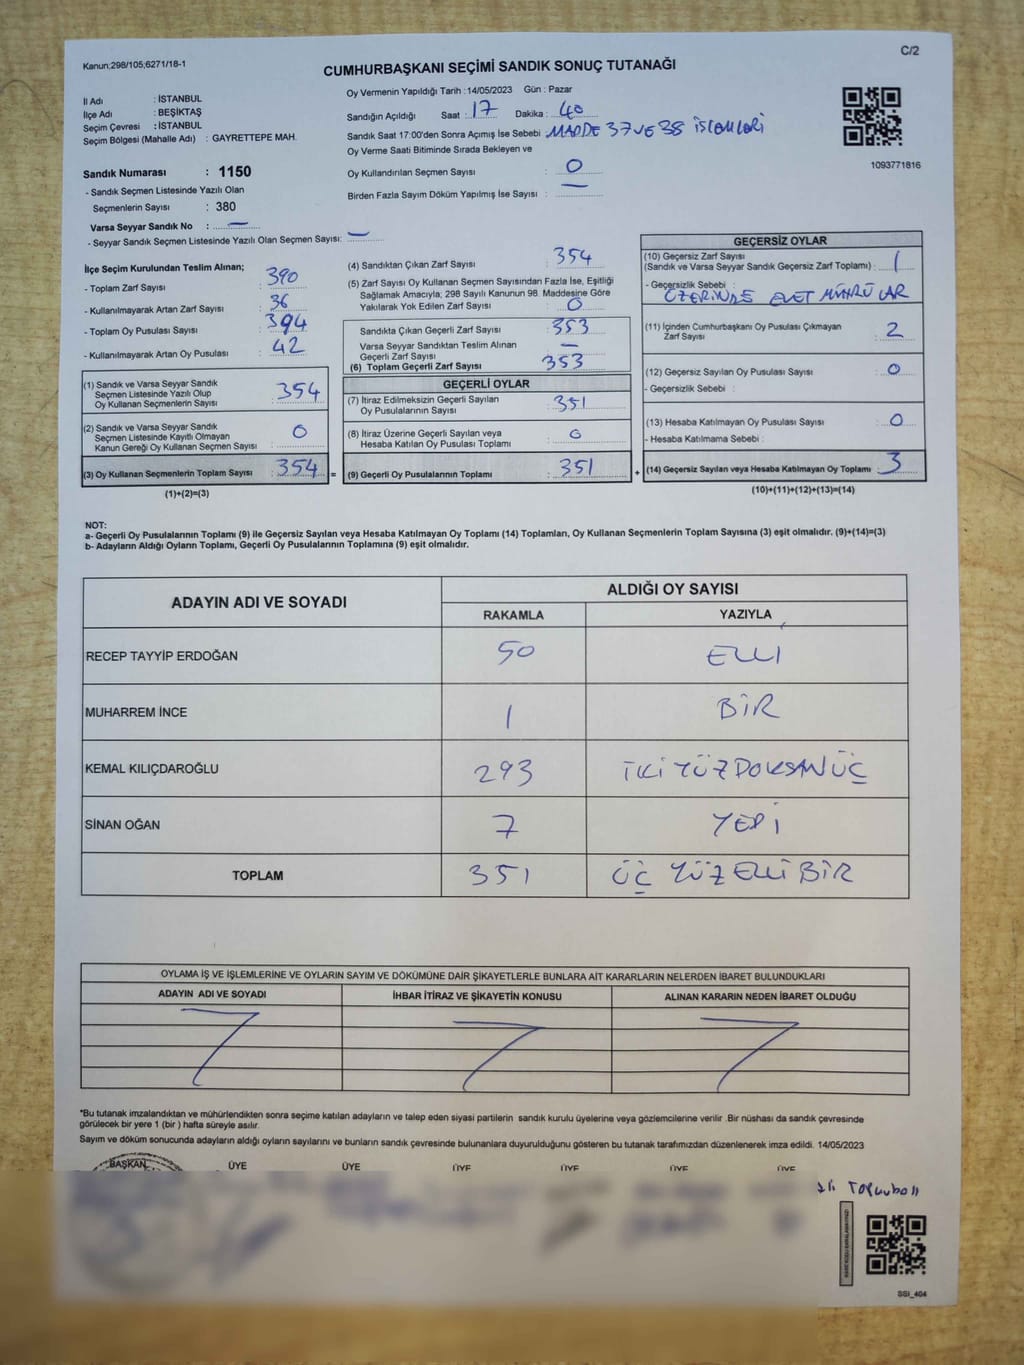 C/2
Kanun;298/105;6271/18-1
CUMHURBAŞKANI SEÇİMİ SANDIK SONUÇ TUTANAĞI
İl Adı : İSTANBUL
İlçe Adı : BEŞİKTAŞ
Seçim Çevresi : İSTANBUL
Seçim Bölgesi (Mahalle Adı) : GAYRETTEPE MAH.
Oy Vermenin Yapıldığı Tarih :14/05/2023 Gün : Pazar
Sandığın Açıldığı Saat : 17 Dakika : 40
Sandık Saat 17:00'den Sonra Açımış İse Sebebi : MADDE 37 VE 38 İŞLEMLERİ
Oy Verme Saati Bitiminde Sırada Bekleyen ve
Oy Kullandırılan Seçmen Sayısı : 0
Birden Fazla Sayım Döküm Yapılmış İse Sayısı : —
1093771816
Sandık Numarası : 1150
- Sandık Seçmen Listesinde Yazılı Olan
Seçmenlerin Sayısı : 380
Varsa Seyyar Sandık No : —
- Seyyar Sandık Seçmen Listesinde Yazılı Olan Seçmen Sayısı: —
İlçe Seçim Kurulundan Teslim Alınan;
- Toplam Zarf Sayısı : 390
- Kullanılmayarak Artan Zarf Sayısı : 36
- Toplam Oy Pusulası Sayısı : 394
- Kullanılmayarak Artan Oy Pusulası : 42
(1) Sandık ve Varsa Seyyar Sandık
Seçmen Listesinde Yazılı Olup
Oy Kullanan Seçmenlerin Sayısı : 354
(2) Sandık ve Varsa Seyyar Sandık
Seçmen Listesinde Kayıtlı Olmayan
Kanun Gereği Oy Kullanan Seçmen Sayısı : 0
(3) Oy Kullanan Seçmenlerin Toplam Sayısı : 354 =
(1)+(2)=(3)
(4) Sandıktan Çıkan Zarf Sayısı : 354
(5) Zarf Sayısı Oy Kullanan Seçmen Sayısından Fazla İse, Eşitliği
Sağlamak Amacıyla; 298 Sayılı Kanunun 98. Maddesine Göre
Yakılarak Yok Edilen Zarf Sayısı : 0
Sandıkta Çıkan Geçerli Zarf Sayısı : 353
Varsa Seyyar Sandıktan Teslim Alınan
Geçerli Zarf Sayısı : —
(6) Toplam Geçerli Zarf Sayısı : 353
GEÇERLİ OYLAR
(7) İtiraz Edilmeksizin Geçerli Sayılan
Oy Pusulalarının Sayısı : 351
(8) İtiraz Üzerine Geçerli Sayılan veya
Hesaba Katılan Oy Pusulası Toplamı : 0
(9) Geçerli Oy Pusulalarının Toplamı : 351 +
GEÇERSİZ OYLAR
(10) Geçersiz Zarf Sayısı
(Sandık ve Varsa Seyyar Sandık Geçersiz Zarf Toplamı) : 1
- Geçersizlik Sebebi :
ÜZERİNDE EVET MÜHRÜ VAR
(11) İçinden Cumhurbaşkanı Oy Pusulası Çıkmayan
Zarf Sayısı : 2
(12) Geçersiz Sayılan Oy Pusulası Sayısı : 0
- Geçersizlik Sebebi :
(13) Hesaba Katılmayan Oy Pusulası Sayısı : 0
- Hesaba Katılmama Sebebi :
(14) Geçersiz Sayılan veya Hesaba Katılmayan Oy Toplamı : 3
(10)+(11)+(12)+(13)=(14)
NOT:
a- Geçerli Oy Pusulalarının Toplamı (9) ile Geçersiz Sayılan veya Hesaba Katılmayan Oy Toplamı (14) Toplamları, Oy Kullanan Seçmenlerin Toplam Sayısına (3) eşit olmalıdır. (9)+(14)=(3)
b- Adayların Aldığı Oyların Toplamı, Geçerli Oy Pusulalarının Toplamına (9) eşit olmalıdır.
ADAYIN ADI VE SOYADI ALDIĞI OY SAYISI
RAKAMLA YAZIYLA
RECEP TAYYİP ERDOĞAN 50 ELLİ
MUHARREM İNCE 1 BİR
KEMAL KILIÇDAROĞLU 293 İKİ YÜZ DOKSAN ÜÇ
SİNAN OĞAN 7 YEDİ
TOPLAM 351 ÜÇ YÜZ ELLİ BİR
OYLAMA İŞ VE İŞLEMLERİNE VE OYLARIN SAYIM VE DÖKÜMÜNE DAİR ŞİKAYETLERLE BUNLARA AİT KARARLARIN NELERDEN İBARET BULUNDUKLARI
ADAYIN ADI VE SOYADI İHBAR İTİRAZ VE ŞİKAYETİN KONUSU ALINAN KARARIN NEDEN İBARET OLDUĞU
*Bu tutanak imzalandıktan ve mühürlendikten sonra seçime katılan adayların ve talep eden siyasi partilerin sandık kurulu üyelerine veya gözlemcilerine verilir .Bir nüshası da sandık çevresinde
görülecek bir yere 1 (bir ) hafta süreyle asılır.
Sayım ve döküm sonucunda adayların aldığı oyların sayılarını ve bunların sandık çevresinde bulunanlara duyurulduğunu gösteren bu tutanak tarafımızdan düzenlenerek imza edildi. 14/05/2023
BAŞKAN ÜYE ÜYE ÜYE ÜYE ÜYE ÜYE
SSI_404